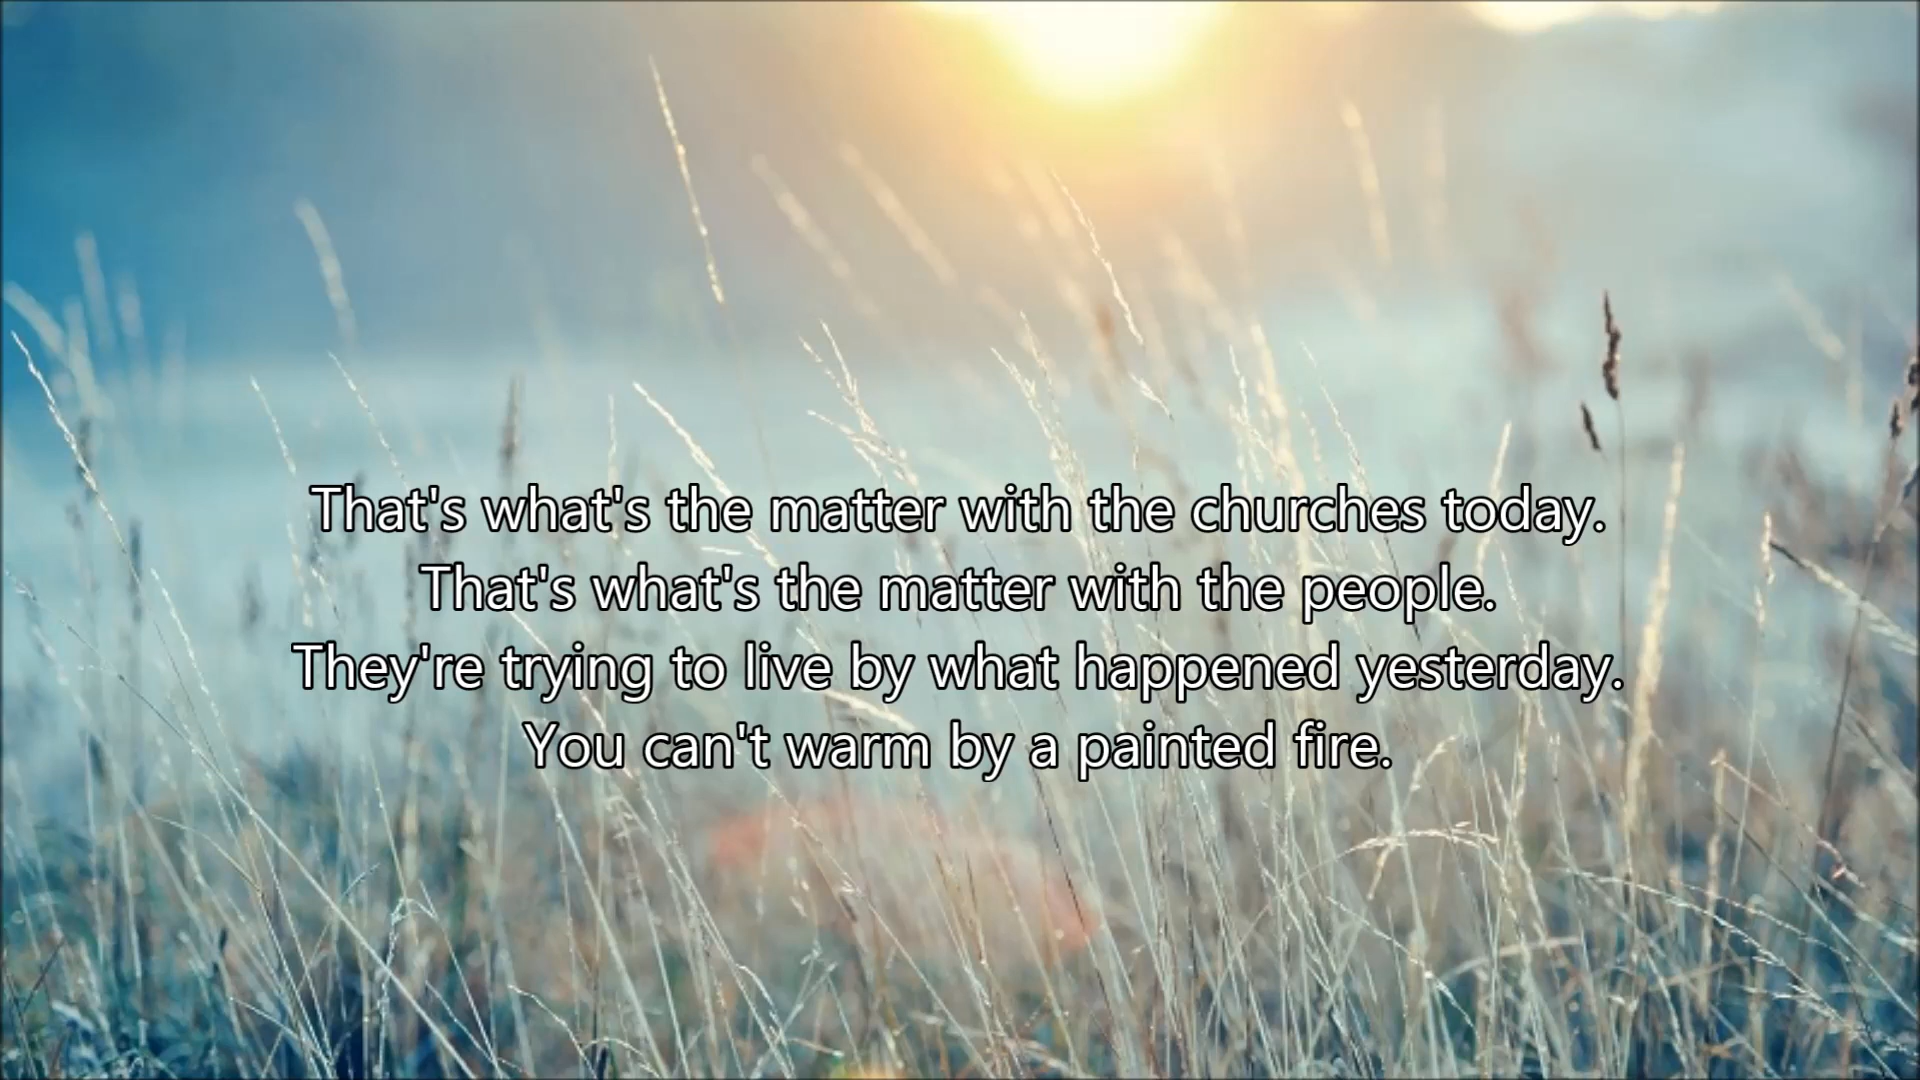 That's what's the matter with the churches today.
That's what's the matter with the people.
They're trying to live by what happened yesterday.
You can't warm by a painted fire.